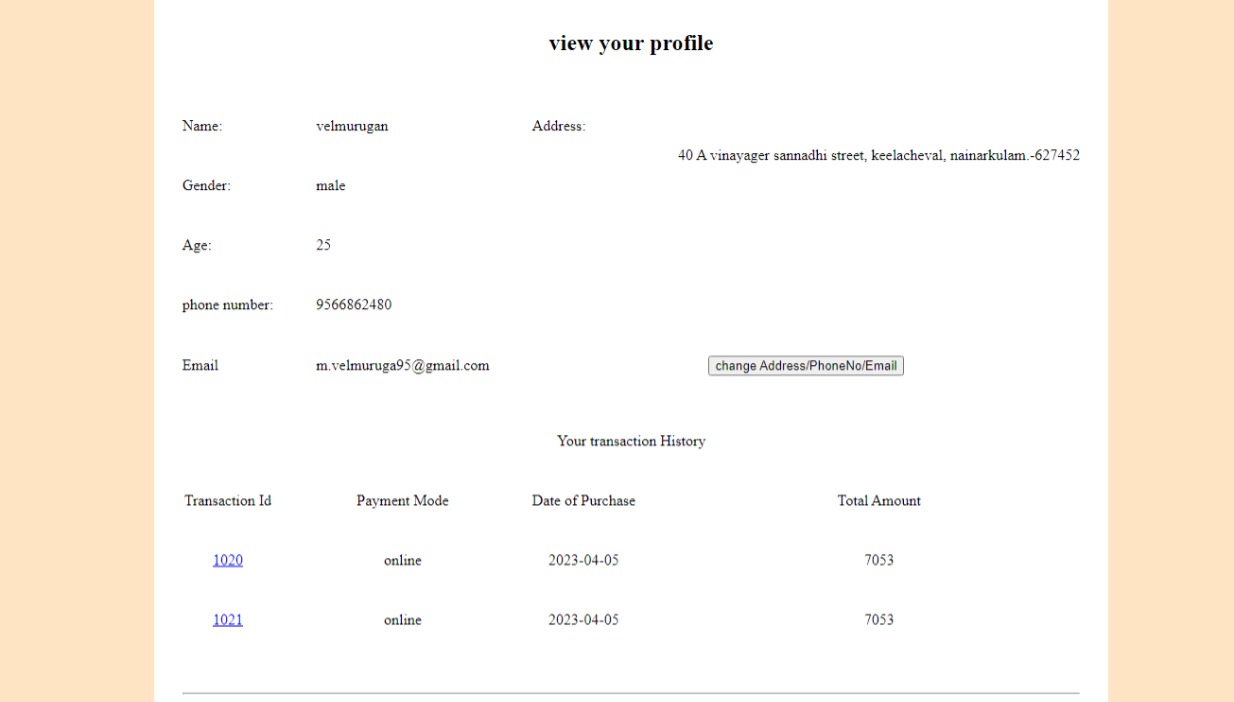 view your profile
Name: velmurugan Address:
40 A vinayager sannadhi street, keelacheval, nainarkulam.-627452
Gender: male
Age: 25
phone number: 9566862480
Email m.velmuruga95@gmail.com change Address/PhoneNo/Email
Your transaction History
Transaction Id Payment Mode Date of Purchase Total Amount
1020 online 2023-04-05 7053
1021 online 2023-04-05 7053